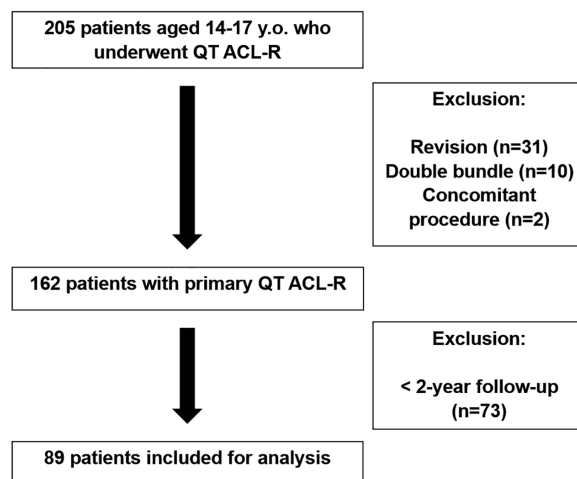 205 patients aged 14-17 y.o. who
underwent QT ACL-R
Exclusion:
Revision (n=31)
Double bundle (n=10)
Concomitant
procedure (n=2)
162 patients with primary QT ACL-R
Exclusion:
< 2-year follow-up
(n=73)
89 patients included for analysis